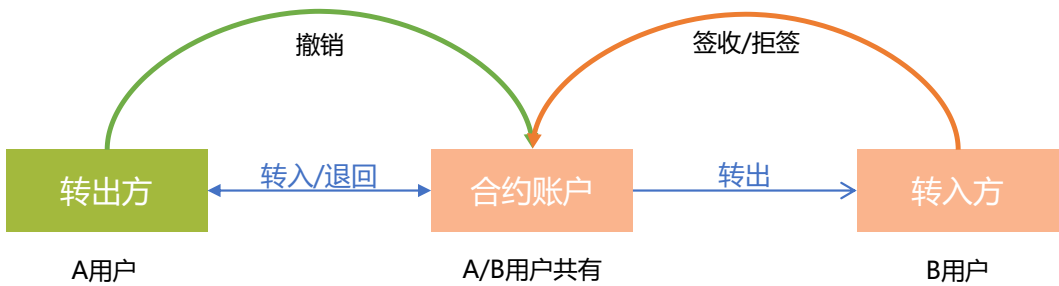 撤销
签收/拒签
转出方
转入/退回
合约账户
转出
转入方
A用户
A/B用户共有
B用户